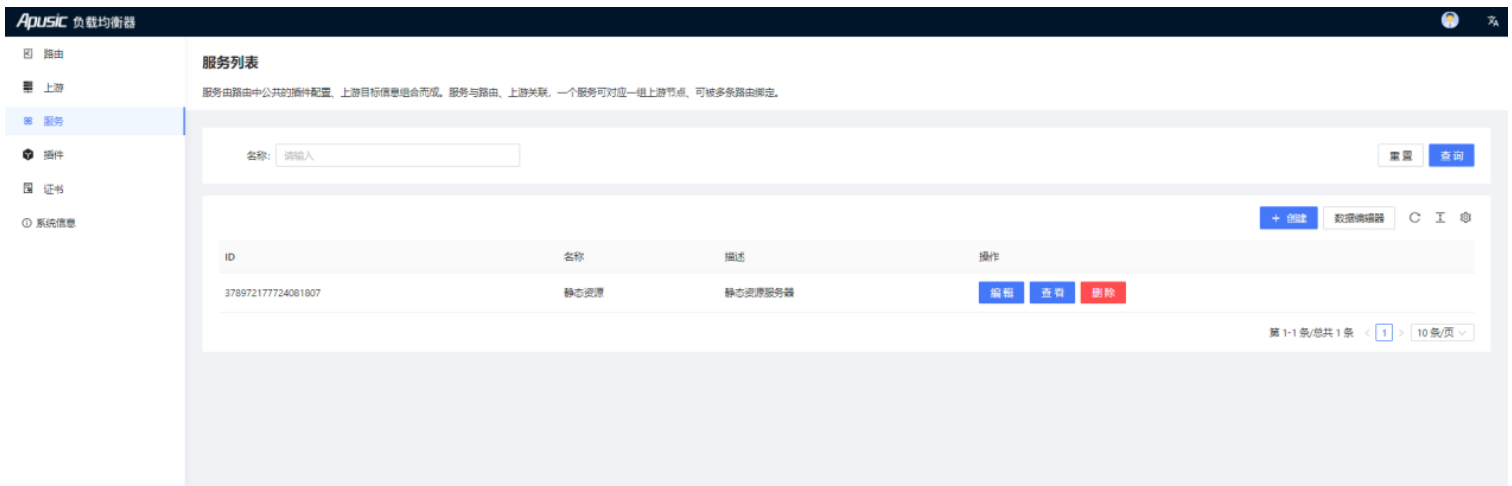 Apusic 负载均衡器
路由
上游
服务
插件
证书
系统信息
服务列表
服务由路由中公共的插件配置、上游目标信息组合而成。服务与路由、上游关联，一个服务可对应一组上游节点、可被多条路由绑定。
名称: 请输入 重置 查询
+ 创建 数据编辑器
ID 名称 描述 操作
378972177724081807 静态资源 静态资源服务器 编辑 查看 删除
第 1-1 条/总共 1 条 < 1 > 10 条/页